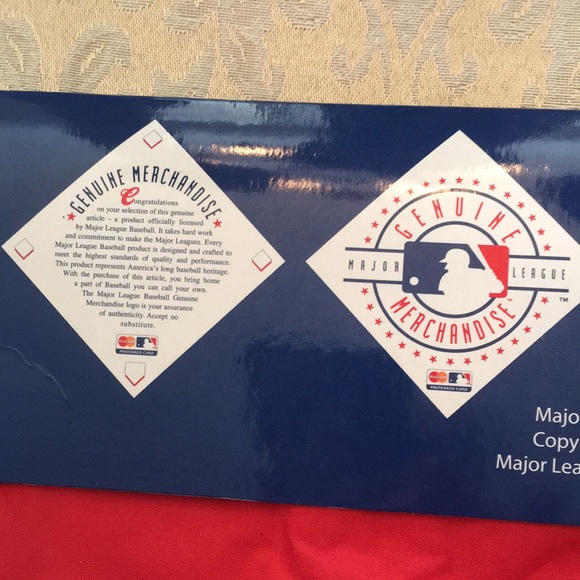 GENUINE MERCHANDISE
Congratulations
on your selection of this genuine
article – a product officially licensed
by Major League Baseball. It takes hard work
and commitment to make the Major Leagues. Every
Major League Baseball product is designed and crafted to
meet the highest standards of quality and performance.
This product represents America's long baseball heritage.
With the purchase of this article, you bring home
a part of Baseball you can call your own.
The Major League Baseball Genuine
Merchandise logo is your assurance
of authenticity. Accept no
substitute.
PREFERRED CARD
GENUINE
MAJOR LEAGUE
MERCHANDISE
TM
PREFERRED CARD
Majo
Copy
Major Lea